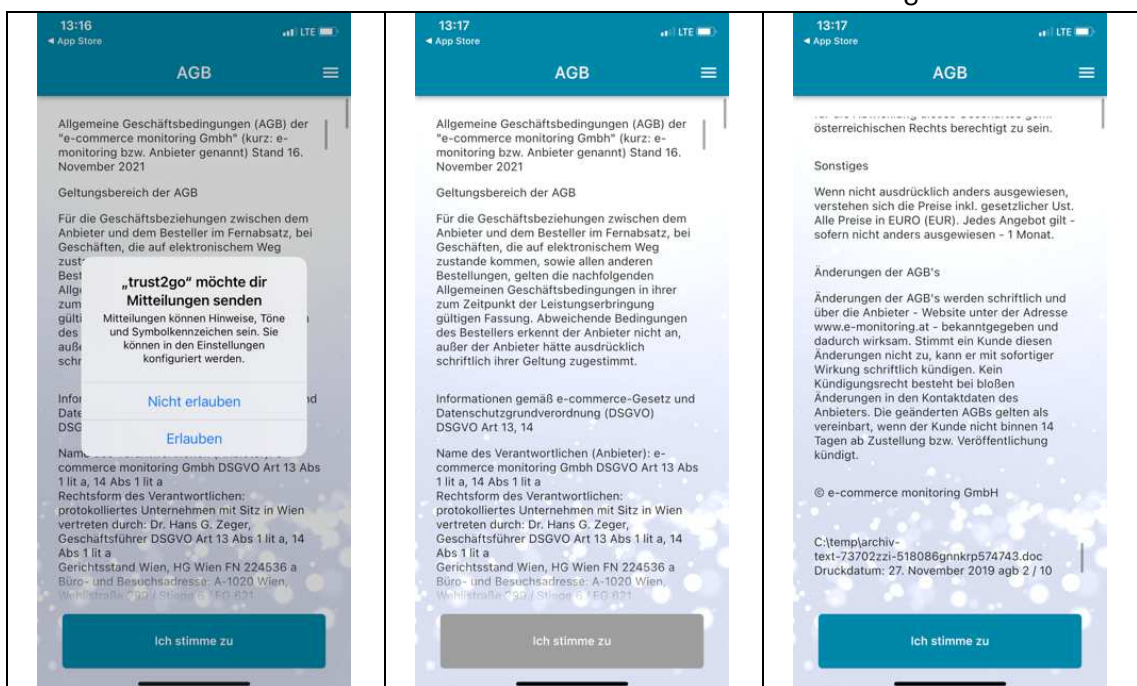 13:16
LTE
◀ App Store
AGB
Allgemeine Geschäftsbedingungen (AGB) der
"e-commerce monitoring Gmbh" (kurz: e-
monitoring bzw. Anbieter genannt) Stand 16.
November 2021
Geltungsbereich der AGB
Für die Geschäftsbeziehungen zwischen dem
Anbieter und dem Besteller im Fernabsatz, bei
Geschäften, die auf elektronischem Weg
„trust2go“ möchte dir
Mitteilungen senden
Mitteilungen können Hinweise, Töne
und Symbolkennzeichen sein. Sie
können in den Einstellungen
konfiguriert werden.
Nicht erlauben
Erlauben
commerce monitoring Gmbh DSGVO Art 13 Abs
1 lit a, 14 Abs 1 lit a
Rechtsform des Verantwortlichen:
protokolliertes Unternehmen mit Sitz in Wien
vertreten durch: Dr. Hans G. Zeger,
Geschäftsführer DSGVO Art 13 Abs 1 lit a, 14
Abs 1 lit a
Gerichtsstand Wien, HG Wien FN 224536 a
Büro- und Besuchsadresse: A-1020 Wien,
Ich stimme zu
13:17
LTE
◀ App Store
AGB
Allgemeine Geschäftsbedingungen (AGB) der
"e-commerce monitoring Gmbh" (kurz: e-
monitoring bzw. Anbieter genannt) Stand 16.
November 2021
Geltungsbereich der AGB
Für die Geschäftsbeziehungen zwischen dem
Anbieter und dem Besteller im Fernabsatz, bei
Geschäften, die auf elektronischem Weg
zustande kommen, sowie allen anderen
Bestellungen, gelten die nachfolgenden
Allgemeinen Geschäftsbedingungen in ihrer
zum Zeitpunkt der Leistungserbringung
gültigen Fassung. Abweichende Bedingungen
des Bestellers erkennt der Anbieter nicht an,
außer der Anbieter hätte ausdrücklich
schriftlich ihrer Geltung zugestimmt.
Informationen gemäß e-commerce-Gesetz und
Datenschutzgrundverordnung (DSGVO)
DSGVO Art 13, 14
Name des Verantwortlichen (Anbieter): e-
commerce monitoring Gmbh DSGVO Art 13 Abs
1 lit a, 14 Abs 1 lit a
Rechtsform des Verantwortlichen:
protokolliertes Unternehmen mit Sitz in Wien
vertreten durch: Dr. Hans G. Zeger,
Geschäftsführer DSGVO Art 13 Abs 1 lit a, 14
Abs 1 lit a
Gerichtsstand Wien, HG Wien FN 224536 a
Büro- und Besuchsadresse: A-1020 Wien,
Ich stimme zu
13:17
LTE
◀ App Store
AGB
österreichischen Rechts berechtigt zu sein.
Sonstiges
Wenn nicht ausdrücklich anders ausgewiesen,
verstehen sich die Preise inkl. gesetzlicher Ust.
Alle Preise in EURO (EUR). Jedes Angebot gilt -
sofern nicht anders ausgewiesen - 1 Monat.
Änderungen der AGB's
Änderungen der AGB's werden schriftlich und
über die Anbieter - Website unter der Adresse
www.e-monitoring.at - bekanntgegeben und
dadurch wirksam. Stimmt ein Kunde diesen
Änderungen nicht zu, kann er mit sofortiger
Wirkung schriftlich kündigen. Kein
Kündigungsrecht besteht bei bloßen
Änderungen in den Kontaktdaten des
Anbieters. Die geänderten AGBs gelten als
vereinbart, wenn der Kunde nicht binnen 14
Tagen ab Zustellung bzw. Veröffentlichung
kündigt.
© e-commerce monitoring GmbH
C:\temp\archiv-
text-73702zzi-518086gnnkrp574743.doc
Druckdatum: 27. November 2019 agb 2 / 10
Ich stimme zu